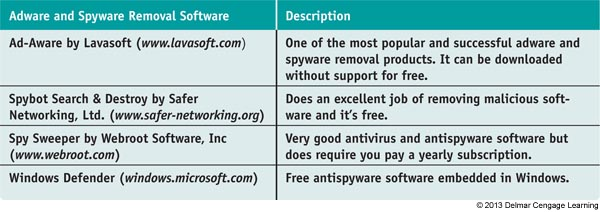 Adware and Spyware Removal Software
Description
Ad-Aware by Lavasoft (www.lavasoft.com)
One of the most popular and successful adware and
spyware removal products. It can be downloaded
without support for free.
Spybot Search & Destroy by Safer
Networking, Ltd. (www.safer-networking.org)
Does an excellent job of removing malicious soft-
ware and it's free.
Spy Sweeper by Webroot Software, Inc
(www.webroot.com)
Very good antivirus and antispyware software but
does require you pay a yearly subscription.
Windows Defender (windows.microsoft.com)
Free antispyware software embedded in Windows.
© 2013 Delmar Cengage Learning